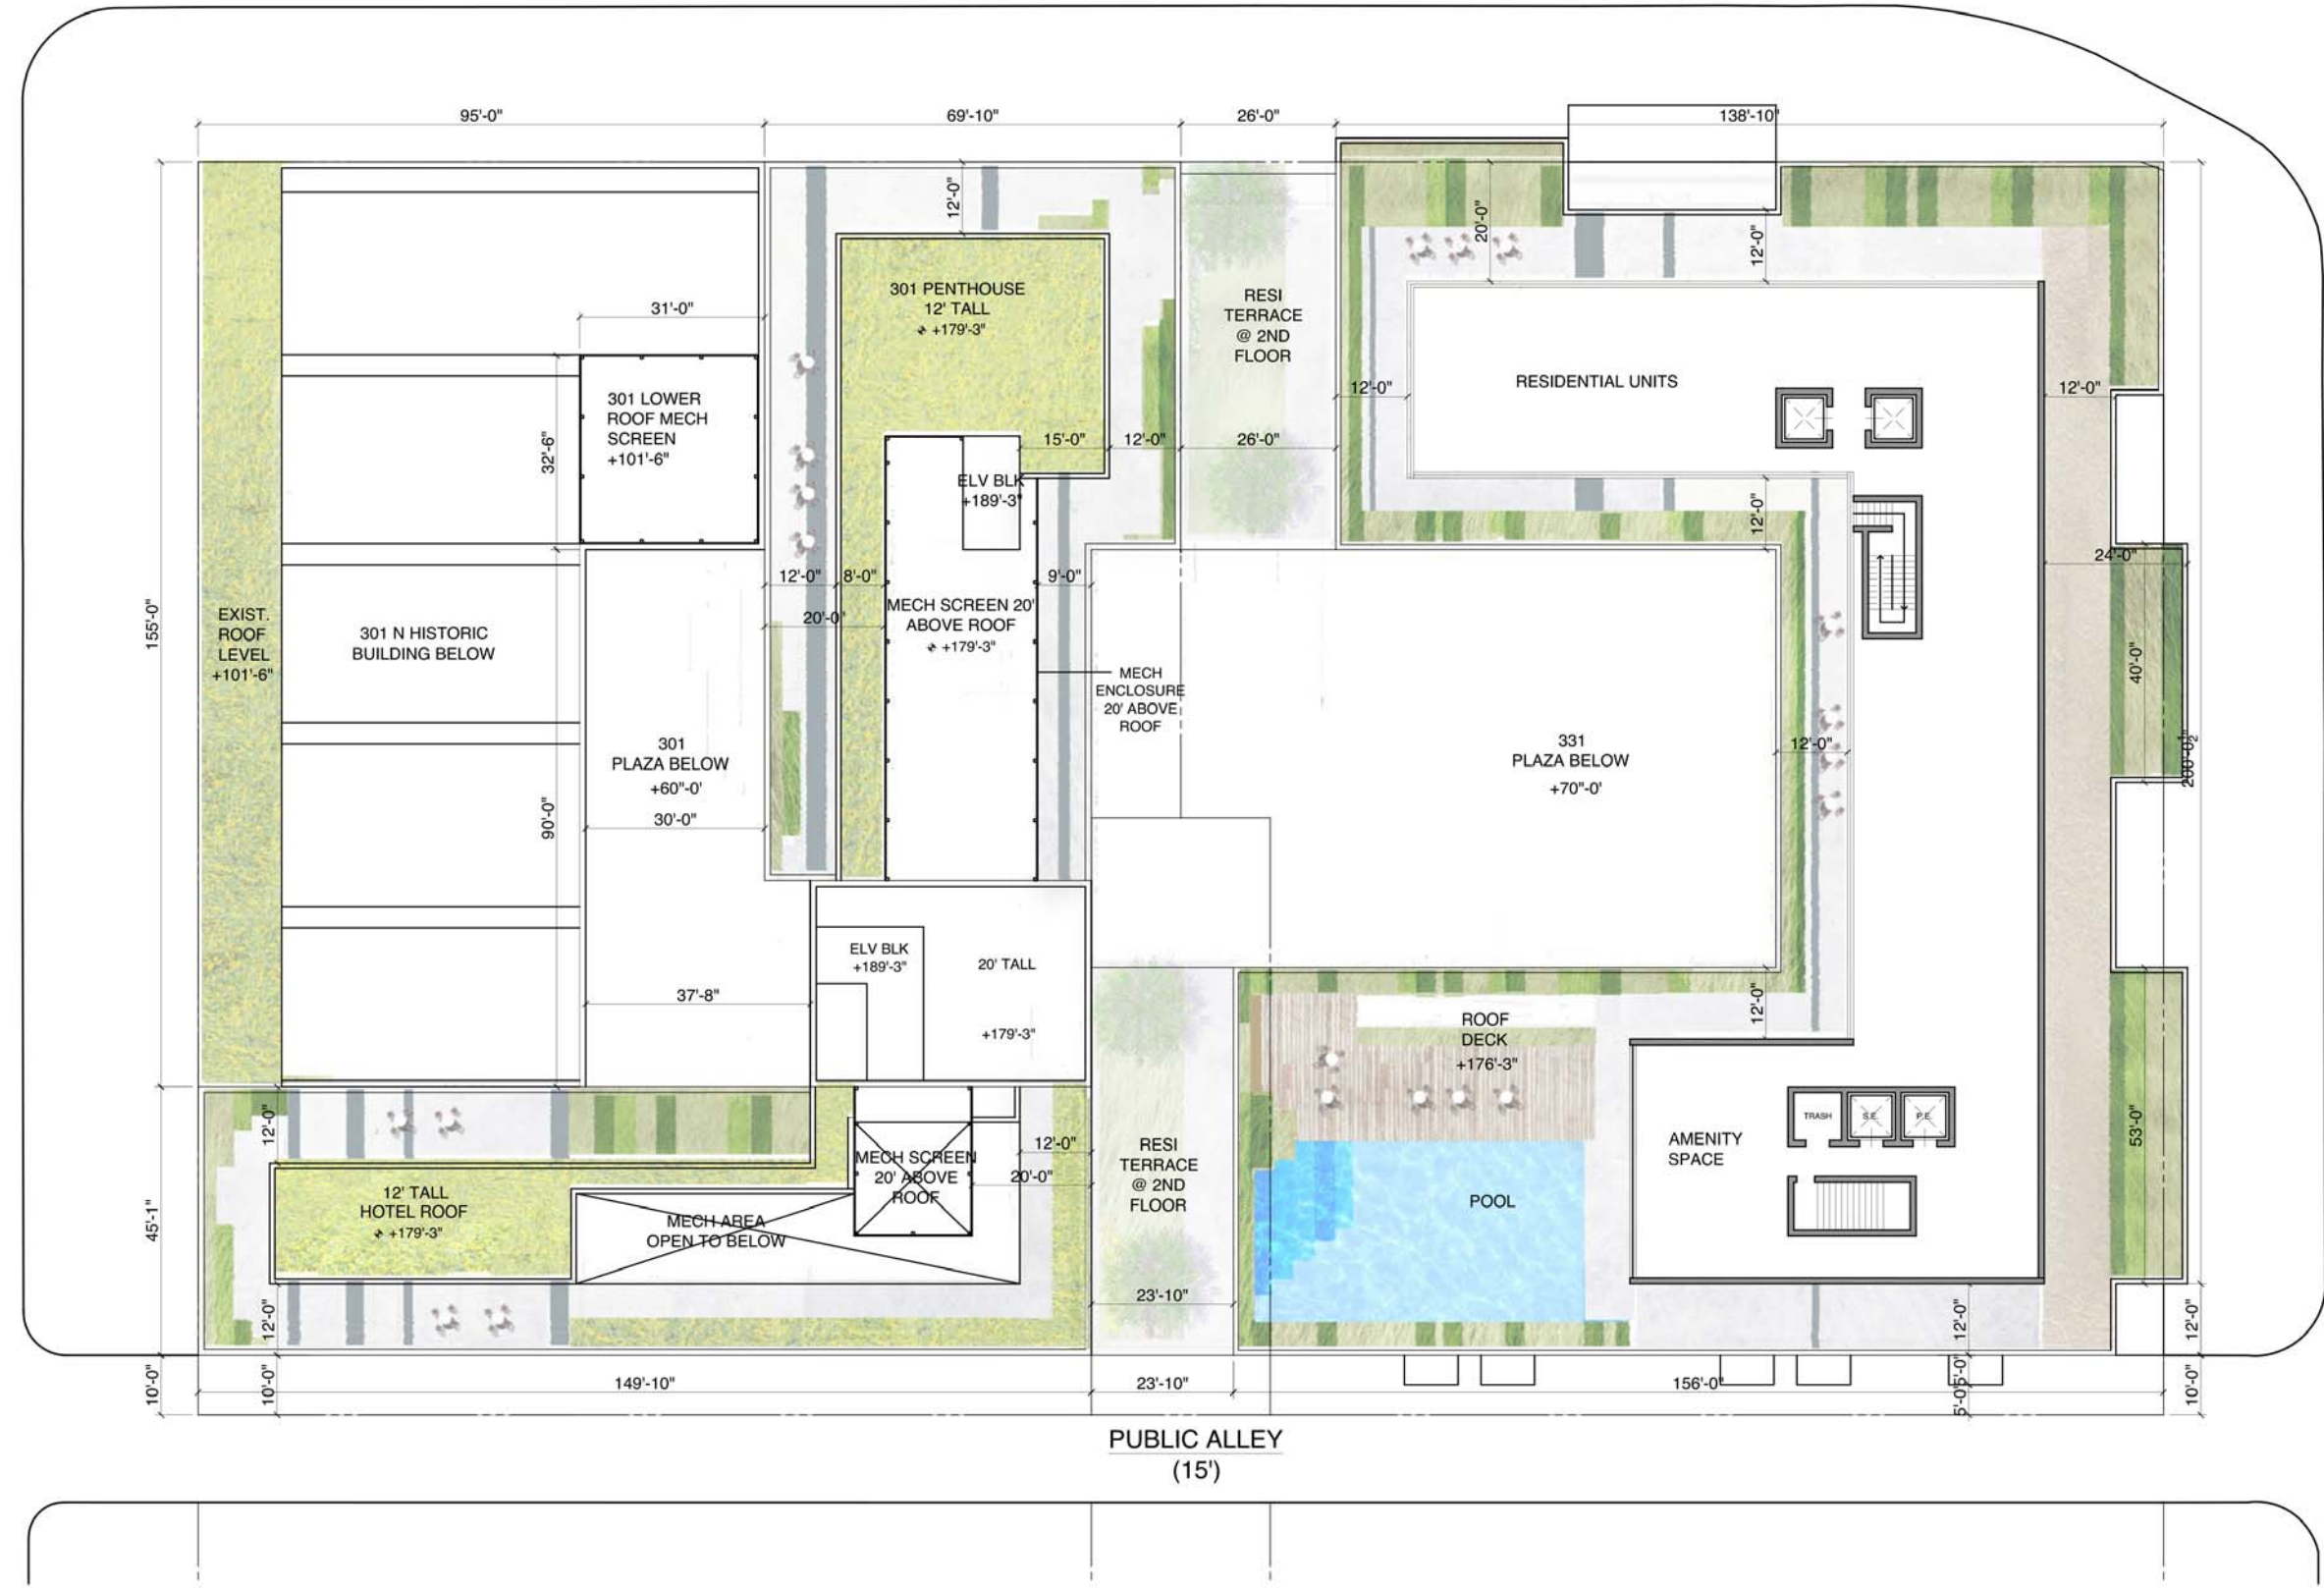 95'-0"
69'-10"
26'-0"
138'-10"
12'-0"
20'-0"
12'-0"
301 PENTHOUSE
12' TALL
+179'-3"
RESI
TERRACE
@ 2ND
FLOOR
31'-0"
301 LOWER
ROOF MECH
SCREEN
+101'-6"
32'-6"
RESIDENTIAL UNITS
12'-0"
12'-0"
15'-0"
12'-0"
26'-0"
ELV BLK
+189'-3"
12'-0"
24'-0"
12'-0"
8'-0"
9'-0"
20'-0"
MECH SCREEN 20'
ABOVE ROOF
+179'-3"
155'-0"
EXIST.
ROOF
LEVEL
+101'-6"
301 N HISTORIC
BUILDING BELOW
MECH
ENCLOSURE
20' ABOVE
ROOF
40'-0"
301
PLAZA BELOW
+60"-0'
30'-0"
90'-0"
331
PLAZA BELOW
+70"-0'
12'-0"
200'-0½"
ELV BLK
+189'-3"
20' TALL
+179'-3"
37'-8"
12'-0"
ROOF
DECK
+176'-3"
12'-0"
TRASH
S.E.
P.E.
AMENITY
SPACE
53'-0"
MECH SCREEN
20' ABOVE
ROOF
12'-0"
20'-0"
RESI
TERRACE
@ 2ND
FLOOR
12' TALL
HOTEL ROOF
+179'-3"
MECH AREA
OPEN TO BELOW
POOL
45'-1"
23'-10"
12'-0"
12'-0"
12'-0"
10'-0"
10'-0"
149'-10"
23'-10"
156'-0"
5'-0"
5'-0"
10'-0"
PUBLIC ALLEY
(15')